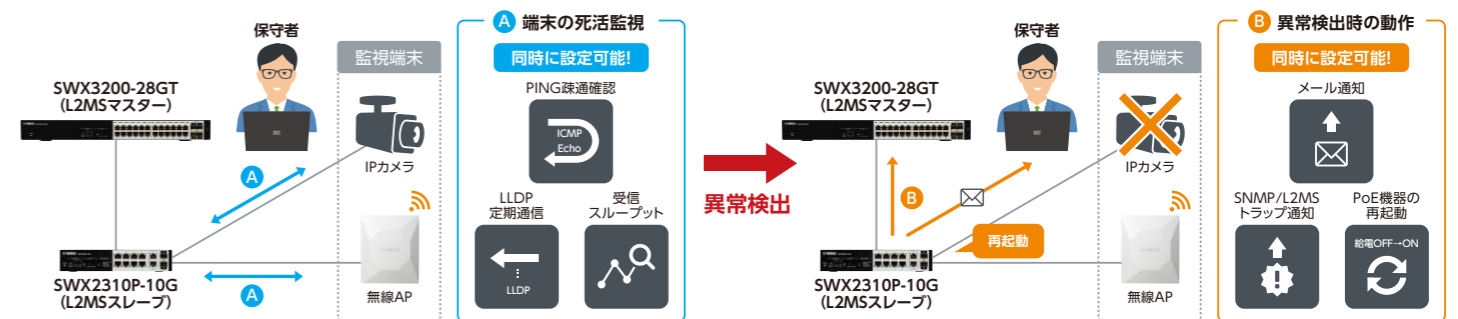 保守者
監視端末
SWX3200-28GT
（L2MSマスター）
IPカメラ
A
A
SWX2310P-10G
（L2MSスレーブ）
無線AP
A 端末の死活監視
同時に設定可能!
PING疎通確認
ICMP
Echo
LLDP
定期通信
LLDP
受信
スループット
異常検出
保守者
監視端末
SWX3200-28GT
（L2MSマスター）
IPカメラ
B
再起動
SWX2310P-10G
（L2MSスレーブ）
無線AP
B 異常検出時の動作
同時に設定可能!
メール通知
SNMP/L2MS
トラップ通知
PoE機器の
再起動
給電OFF→ON